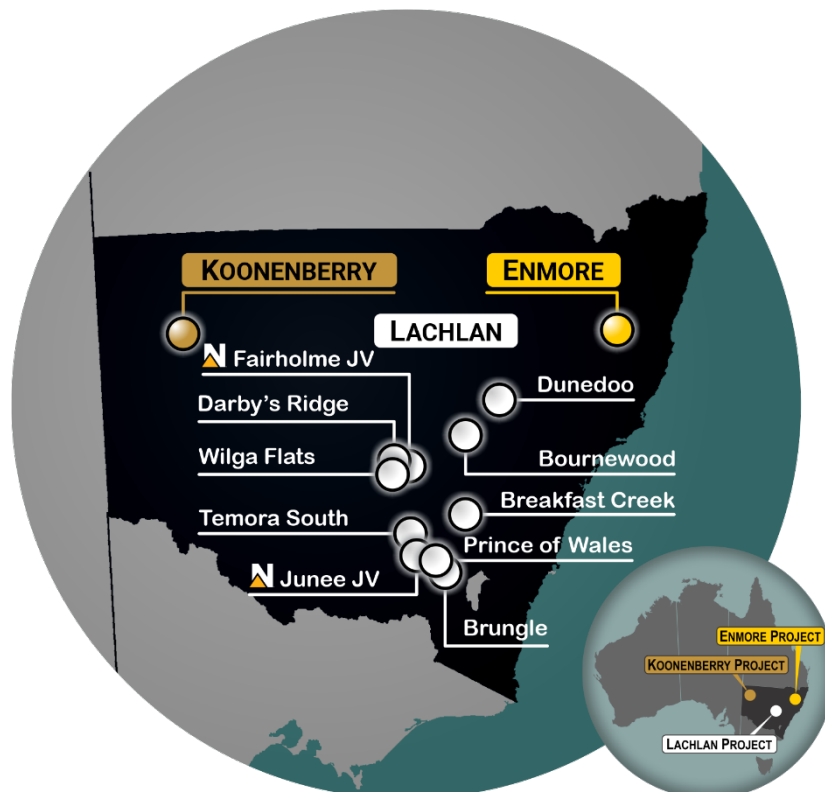 KOONENBERRY
ENMORE
LACHLAN
N Fairholme JV
Dunedoo
Darby's Ridge
Wilga Flats
Bournewood
Temora South
Breakfast Creek
Prince of Wales
N Junee JV
Brungle
ENMORE PROJECT
KOONENBERRY PROJECT
LACHLAN PROJECT